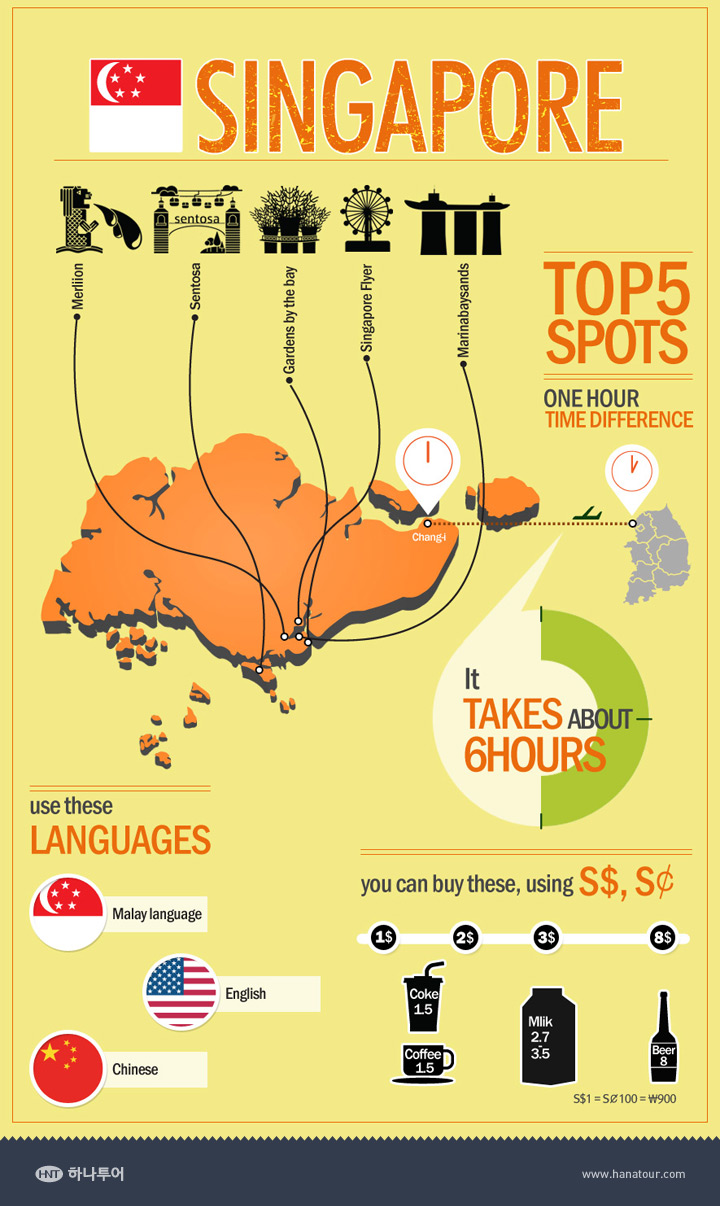 SINGAPORE
sentosa
Merliion
Sentosa
Gardens by the bay
Singapore Flyer
Marinabaysands
TOP5
SPOTS
ONE HOUR
TIME DIFFERENCE
Chang-i
It
TAKES ABOUT
6HOURS
use these
LANGUAGES
Malay language
English
Chinese
you can buy these, using S$, S₵
1$
2$
3$
8$
Coke
1.5
Coffee
1.5
Mlik
2.7
-
3.5
Beer
8
S$1 = S₵100 = ₩900
HNT 하나투어
www.hanatour.com